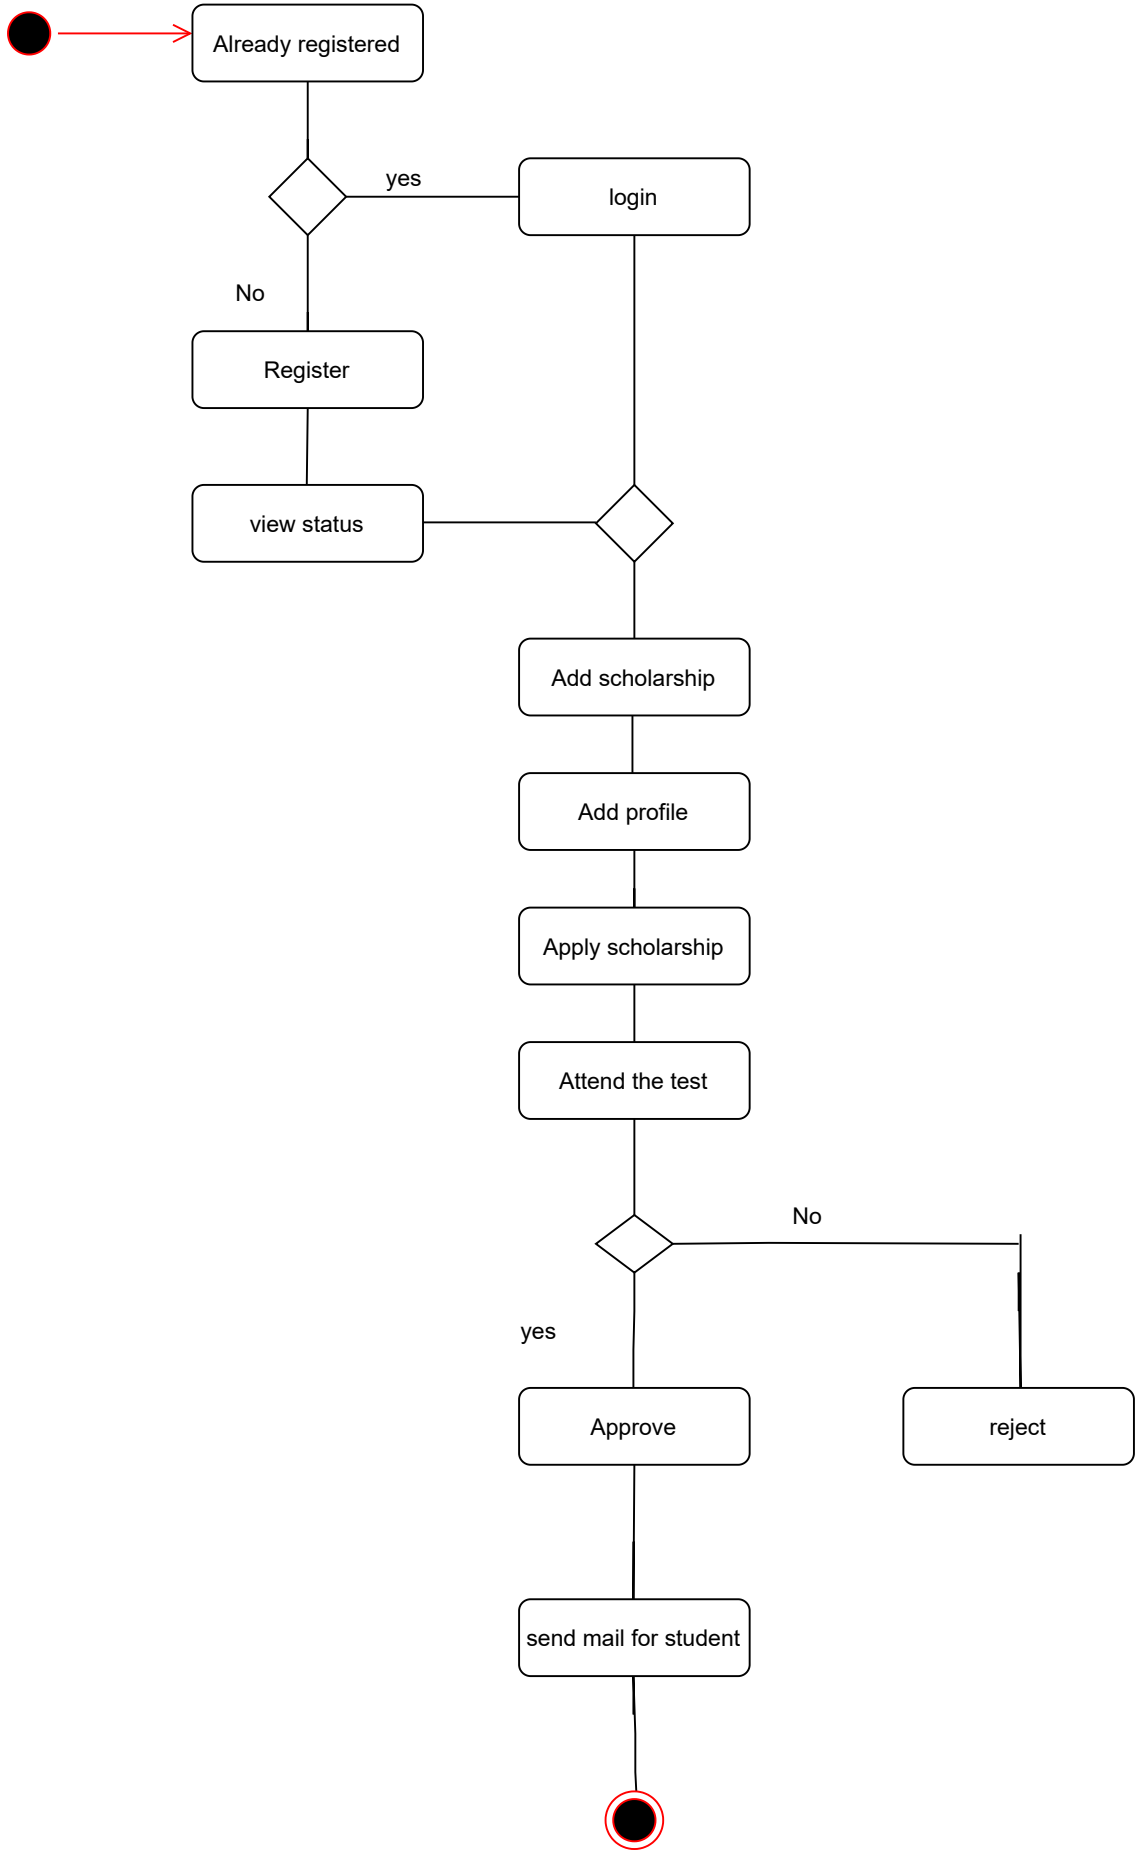 Already registered
yes
login
No
Register
view status
Add scholarship
Add profile
Apply scholarship
Attend the test
No
yes
Approve
reject
send mail for student